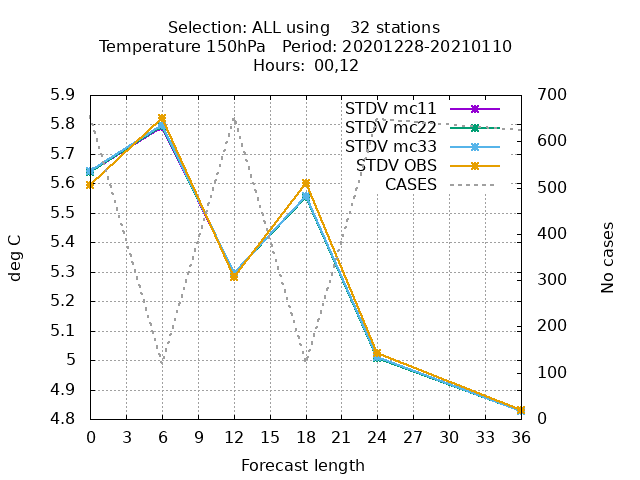 Selection: ALL using    32 stations
Temperature 150hPa   Period: 20201228-20210110
Hours:  00,12
STDV mc11
STDV mc22
STDV mc33
STDV OBS
CASES
deg C
5.9
5.8
5.7
5.6
5.5
5.4
5.3
5.2
5.1
5
4.9
4.8
No cases
700
600
500
400
300
200
100
0
0 3 6 9 12 15 18 21 24 27 30 33 36
Forecast length